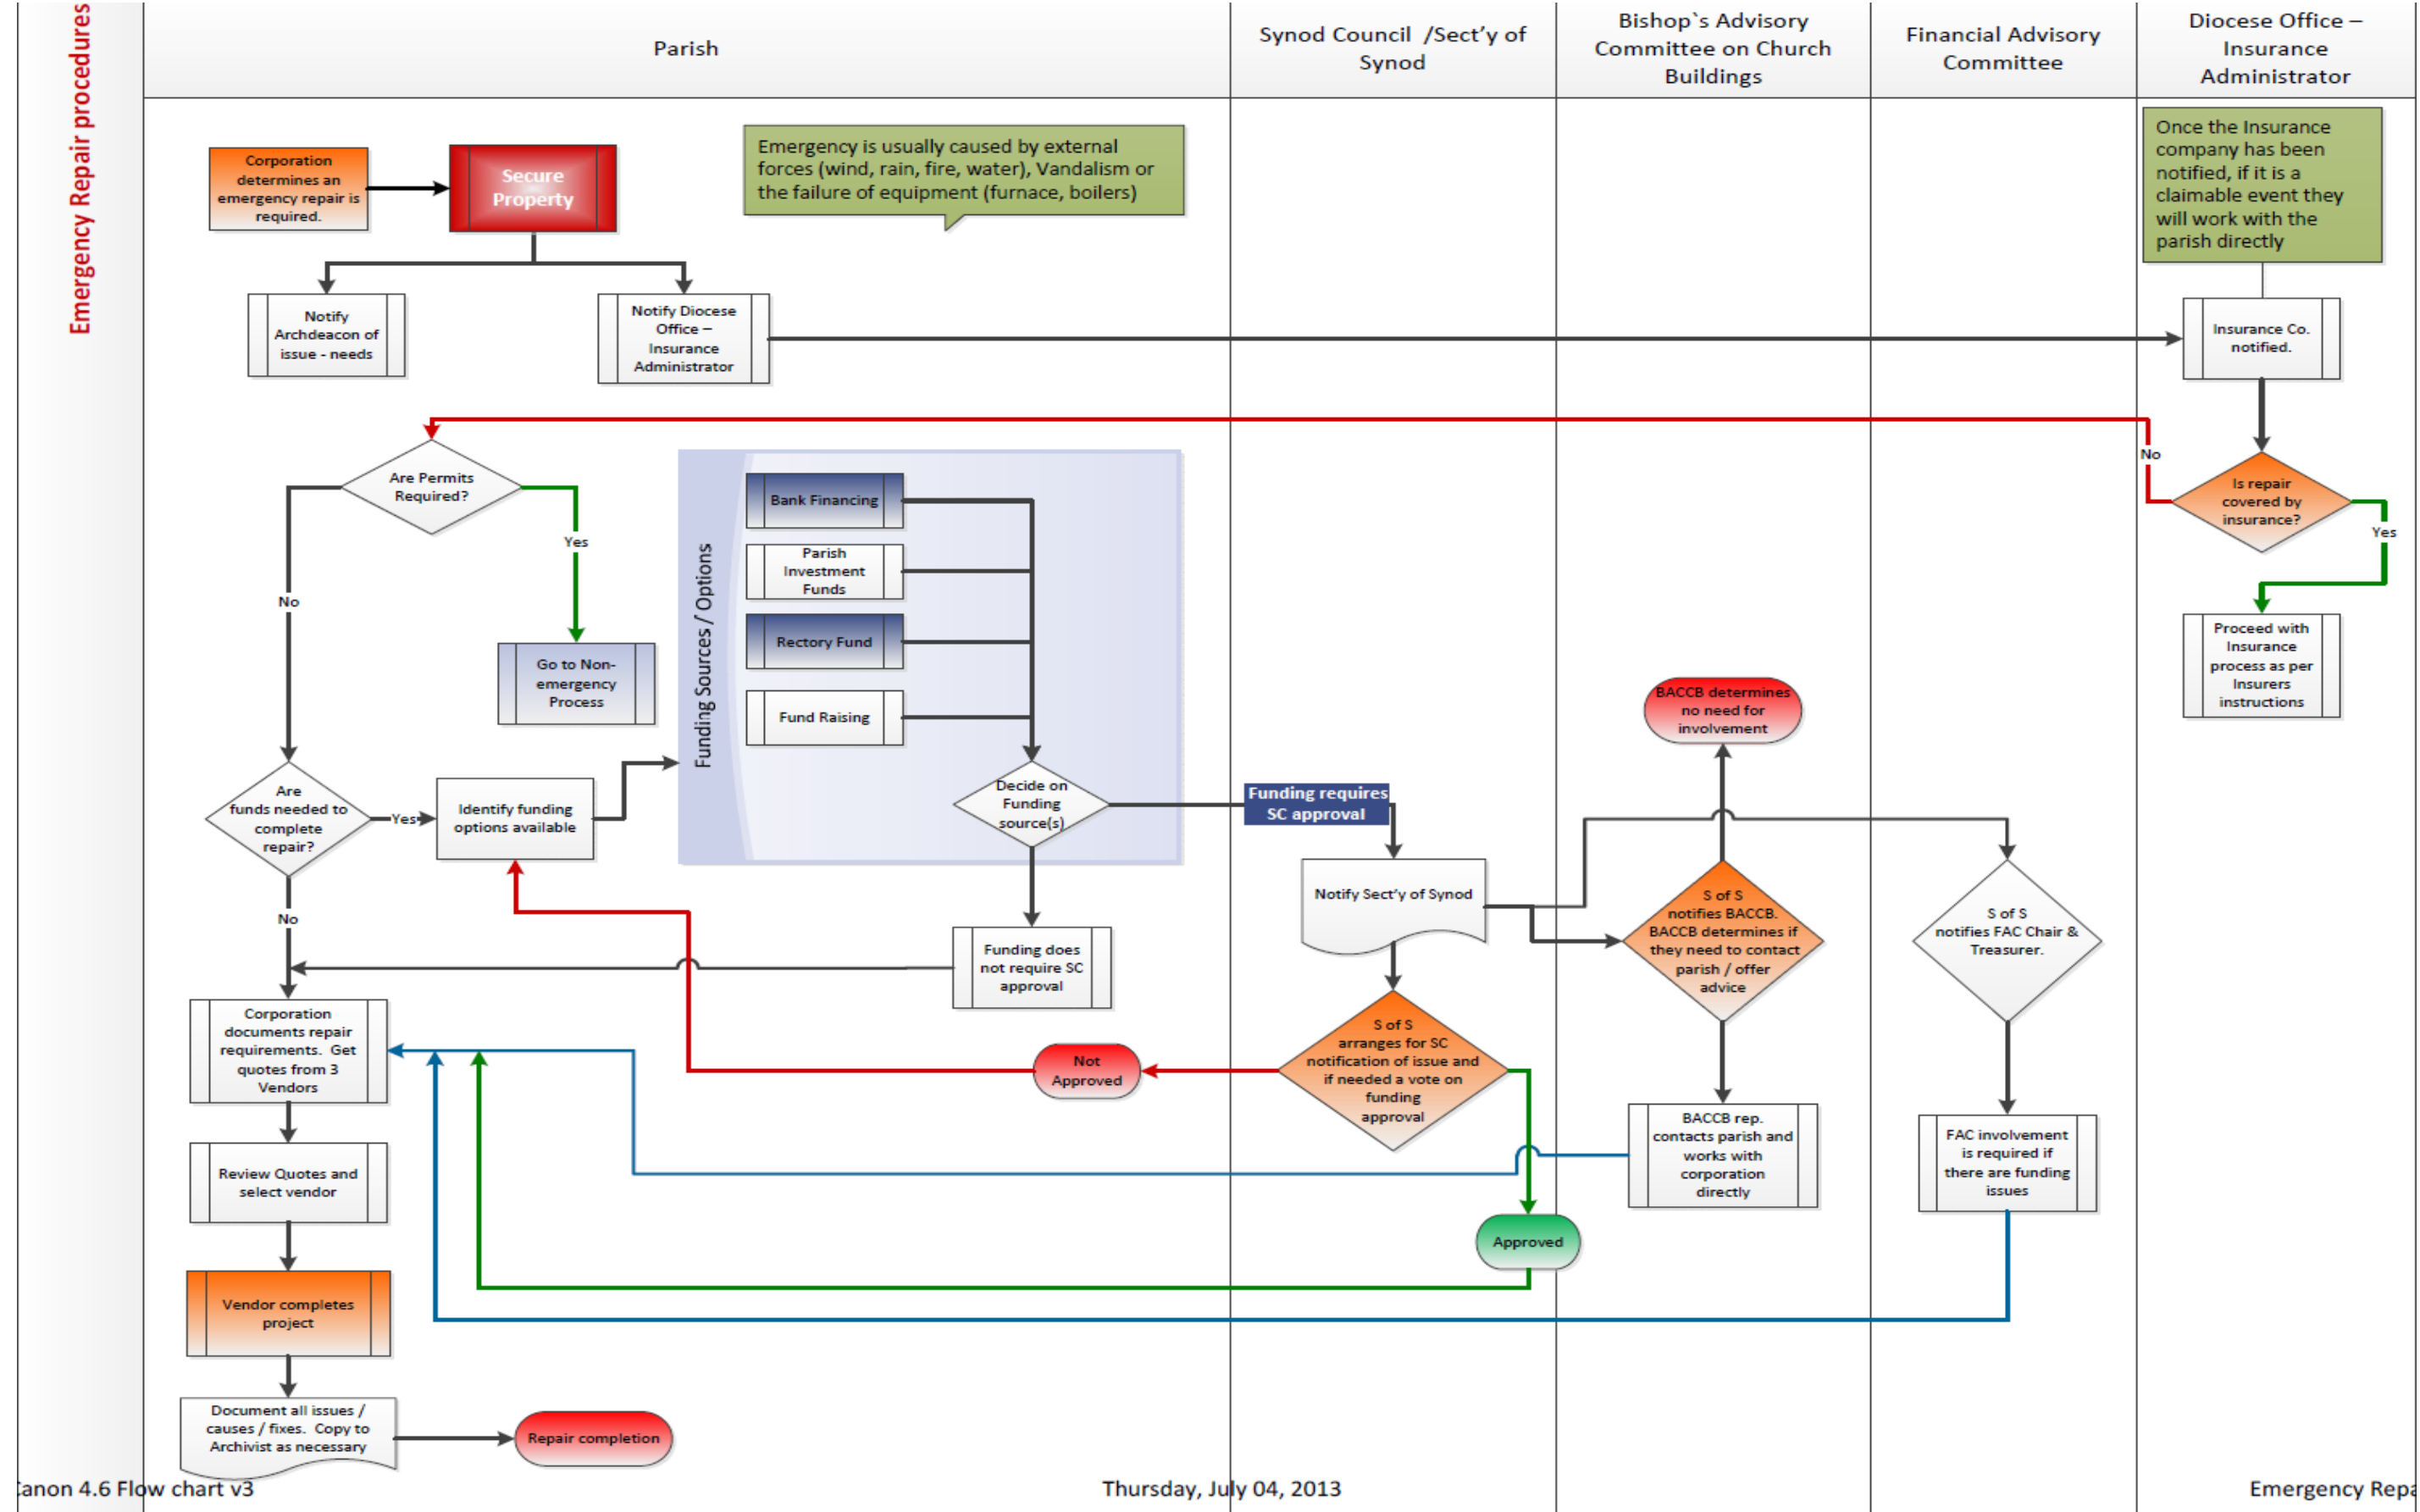 Emergency Repair procedures
Parish
Synod Council /Sect'y of
Synod
Bishop`s Advisory
Committee on Church
Buildings
Financial Advisory
Committee
Diocese Office –
Insurance
Administrator
Corporation
determines an
emergency repair is
required.
Secure
Property
Emergency is usually caused by external
forces (wind, rain, fire, water), Vandalism or
the failure of equipment (furnace, boilers)
Once the Insurance
company has been
notified, if it is a
claimable event they
will work with the
parish directly
Notify
Archdeacon of
issue - needs
Notify Diocese
Office –
Insurance
Administrator
Insurance Co.
notified.
Are Permits
Required?
No
Yes
Is repair
covered by
insurance?
No
Yes
Go to Non-
emergency
Process
Proceed with
Insurance
process as per
Insurers
instructions
Funding Sources / Options
Bank Financing
Parish
Investment
Funds
Rectory Fund
Fund Raising
Decide on
Funding
source(s)
Are
funds needed to
complete
repair?
Yes
No
Identify funding
options available
Funding requires
SC approval
BACCB determines
no need for
involvement
Notify Sect'y of Synod
S of S
notifies BACCB.
BACCB determines if
they need to contact
parish / offer
advice
S of S
notifies FAC Chair &
Treasurer.
Funding does
not require SC
approval
Corporation
documents repair
requirements. Get
quotes from 3
Vendors
Not
Approved
S of S
arranges for SC
notification of issue and
if needed a vote on
funding
approval
BACCB rep.
contacts parish and
works with
corporation
directly
FAC involvement
is required if
there are funding
issues
Review Quotes and
select vendor
Approved
Vendor completes
project
Document all issues /
causes / fixes. Copy to
Archivist as necessary
Repair completion
anon 4.6 Flow chart v3
Thursday, July 04, 2013
Emergency Repa